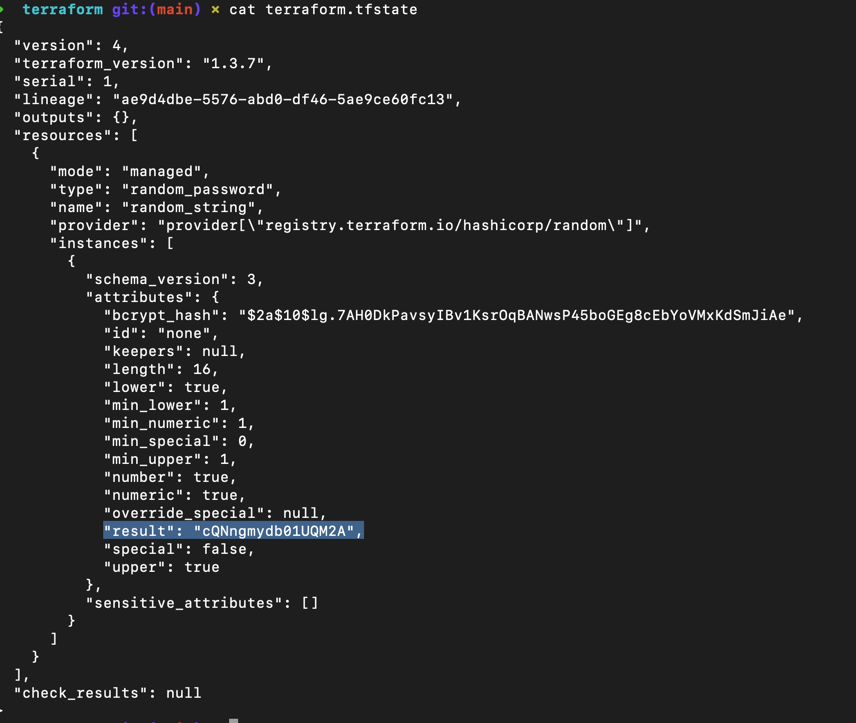 terraform git:(main) × cat terraform.tfstate
{
"version": 4,
"terraform_version": "1.3.7",
"serial": 1,
"lineage": "ae9d4dbe-5576-abd0-df46-5ae9ce60fc13",
"outputs": {},
"resources": [
{
"mode": "managed",
"type": "random_password",
"name": "random_string",
"provider": "provider[\"registry.terraform.io/hashicorp/random\"]",
"instances": [
{
"schema_version": 3,
"attributes": {
"bcrypt_hash": "$2a$10$lg.7AH0DkPavsyIBv1KsrOqBANwsP45boGEg8cEbYoVMxKdSmJiAe",
"id": "none",
"keepers": null,
"length": 16,
"lower": true,
"min_lower": 1,
"min_numeric": 1,
"min_special": 0,
"min_upper": 1,
"number": true,
"numeric": true,
"override_special": null,
"result": "cQNngmydb01UQM2A",
"special": false,
"upper": true
},
"sensitive_attributes": []
}
]
}
],
"check_results": null